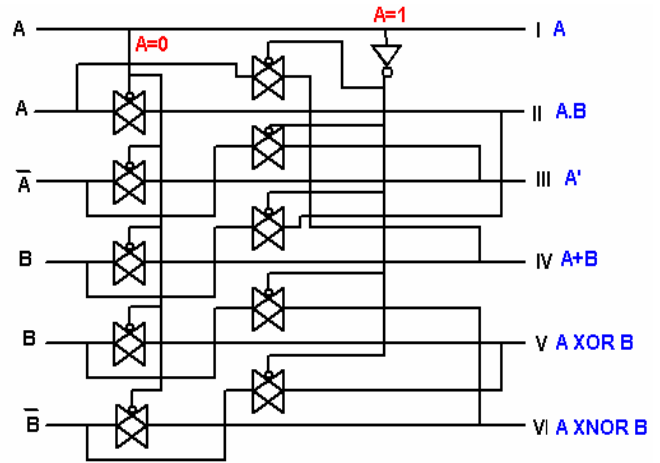 A A=0 A=1 I A
A II A.B
A̅ III A'
B IV A+B
B V A XOR B
B̅ VI A XNOR B